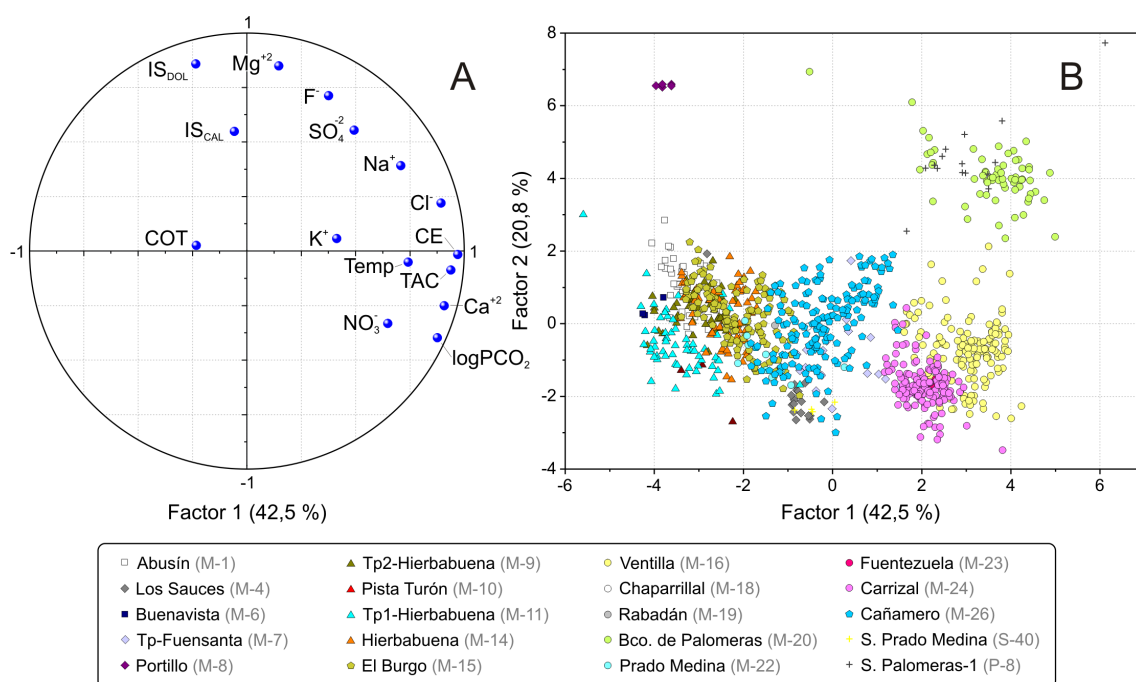 1
A
IS_DOL
Mg⁺²
F⁻
IS_CAL
SO₄⁻²
Na⁺
Cl⁻
COT
K⁺
CE
-1
1
Temp
TAC
Ca⁺²
NO₃⁻
logPCO₂
-1
Factor 1 (42,5 %)
B
8
6
4
2
0
-2
-4
Factor 2 (20,8 %)
-6 -4 -2 0 2 4 6
Factor 1 (42,5 %)
Abusín (M-1)
Los Sauces (M-4)
Buenavista (M-6)
Tp-Fuensanta (M-7)
Portillo (M-8)
Tp2-Hierbabuena (M-9)
Pista Turón (M-10)
Tp1-Hierbabuena (M-11)
Hierbabuena (M-14)
El Burgo (M-15)
Ventilla (M-16)
Chaparrillal (M-18)
Rabadán (M-19)
Bco. de Palomeras (M-20)
Prado Medina (M-22)
Fuentezuela (M-23)
Carrizal (M-24)
Cañamero (M-26)
S. Prado Medina (S-40)
S. Palomeras-1 (P-8)